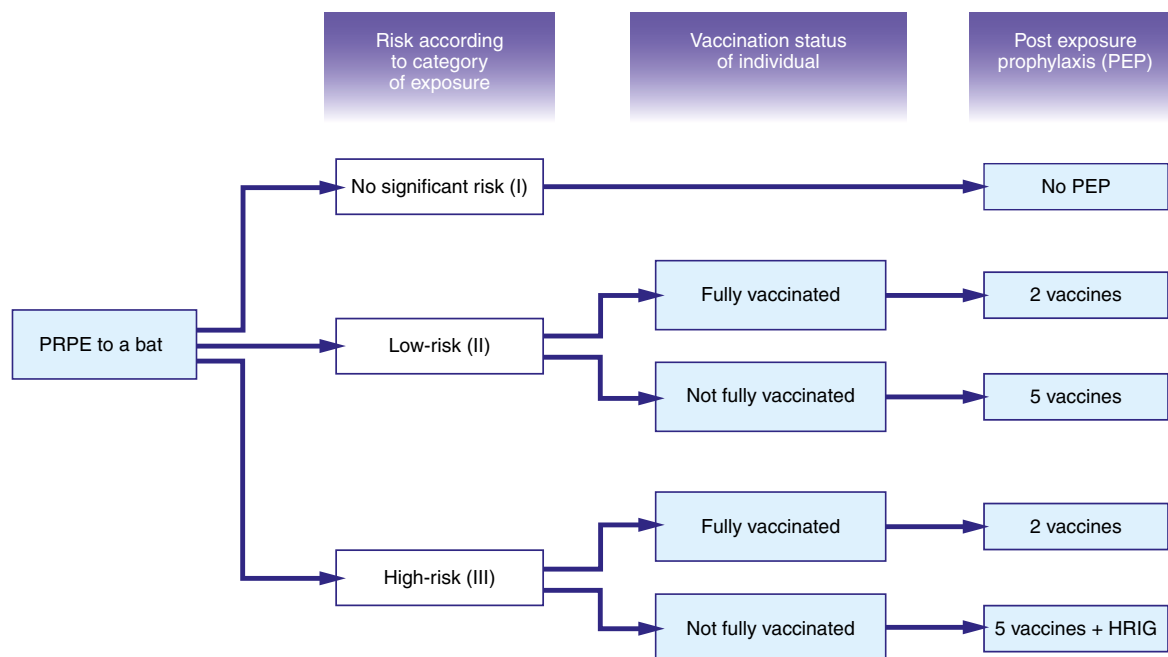 Risk according
to category
of exposure
Vaccination status
of individual
Post exposure
prophylaxis (PEP)
No significant risk (I)
No PEP
Fully vaccinated
2 vaccines
PRPE to a bat
Low-risk (II)
Not fully vaccinated
5 vaccines
Fully vaccinated
2 vaccines
High-risk (III)
Not fully vaccinated
5 vaccines + HRIG